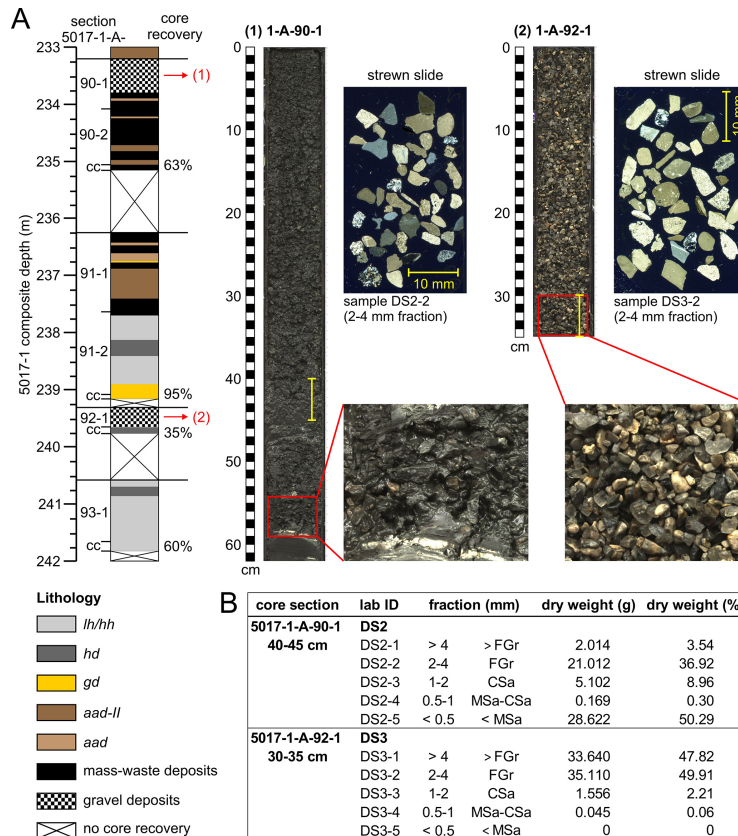 A
section
5017-1-A-
core
recovery
(1) 1-A-90-1
(2) 1-A-92-1
233
234
235
236
237
238
239
240
241
242
5017-1 composite depth (m)
90-1
90-2
cc
91-1
91-2
cc
92-1
cc
93-1
cc
(1)
63%
95%
(2)
35%
60%
0
10
20
30
40
50
60
cm
strewn slide
10 mm
sample DS2-2
(2-4 mm fraction)
0
10
20
30
cm
strewn slide
10 mm
sample DS3-2
(2-4 mm fraction)
Lithology
lh/hh
hd
gd
aad-II
aad
mass-waste deposits
gravel deposits
no core recovery
B
core section lab ID fraction (mm) dry weight (g) dry weight (%
5017-1-A-90-1 DS2
40-45 cm DS2-1 > 4 > FGr 2.014 3.54
DS2-2 2-4 FGr 21.012 36.92
DS2-3 1-2 CSa 5.102 8.96
DS2-4 0.5-1 MSa-CSa 0.169 0.30
DS2-5 < 0.5 < MSa 28.622 50.29
5017-1-A-92-1 DS3
30-35 cm DS3-1 > 4 > FGr 33.640 47.82
DS3-2 2-4 FGr 35.110 49.91
DS3-3 1-2 CSa 1.556 2.21
DS3-4 0.5-1 MSa-CSa 0.045 0.06
DS3-5 < 0.5 < MSa 0 0